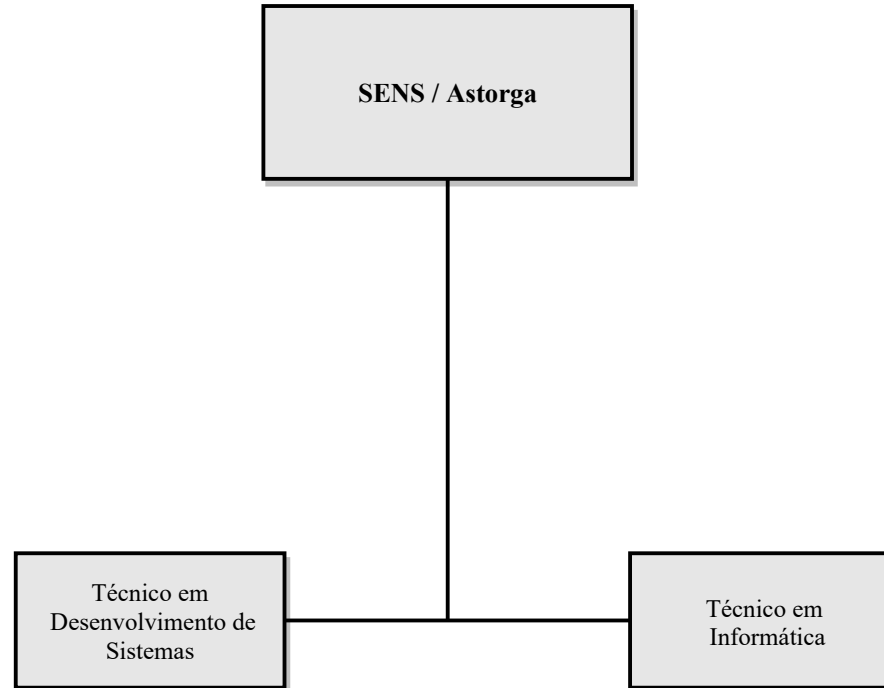 SENS / Astorga
Técnico em
Desenvolvimento de
Sistemas
Técnico em
Informática